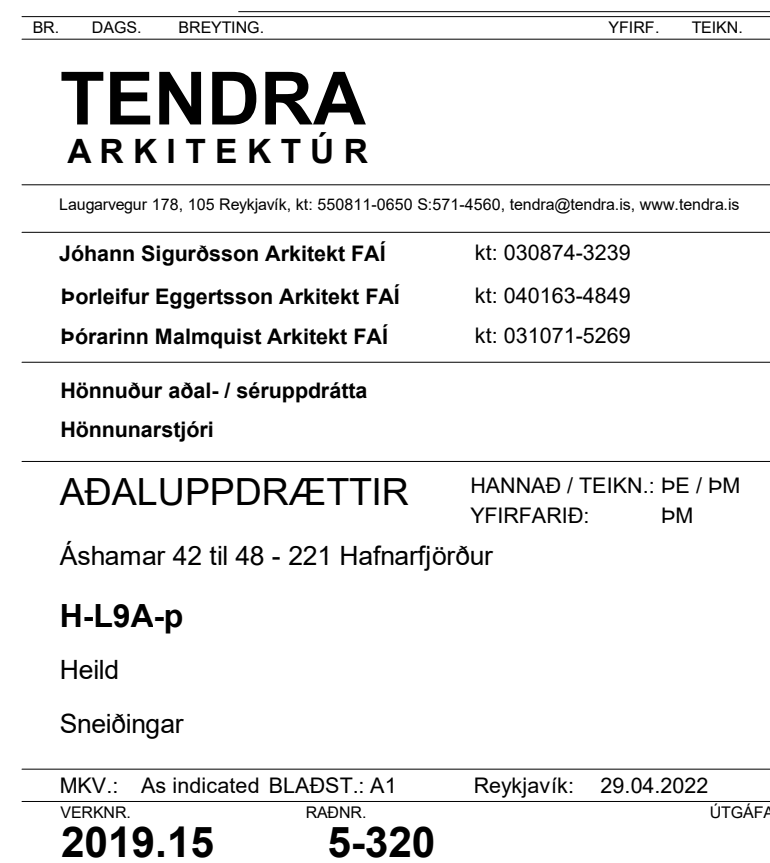 BR. DAGS. BREYTING. YFIRF. TEIKN.
TENDRA
ARKITEKTÚR
Laugarvegur 178, 105 Reykjavík, kt: 550811-0650 S:571-4560, tendra@tendra.is, www.tendra.is
Jóhann Sigurðsson Arkitekt FAÍ kt: 030874-3239
Þorleifur Eggertsson Arkitekt FAÍ kt: 040163-4849
Þórarinn Malmquist Arkitekt FAÍ kt: 031071-5269
Hönnuður aðal- / séruppdrátta
Hönnunarstjóri
AÐALUPPDRÆTTIR HANNAÐ / TEIKN.: ÞE / ÞM
YFIRFARIÐ: ÞM
Áshamar 42 til 48 - 221 Hafnarfjörður
H-L9A-p
Heild
Sneiðingar
MKV.: As indicated BLAÐST.: A1 Reykjavík: 29.04.2022
VERKNR. RAÐNR. ÚTGÁFA
2019.15 5-320